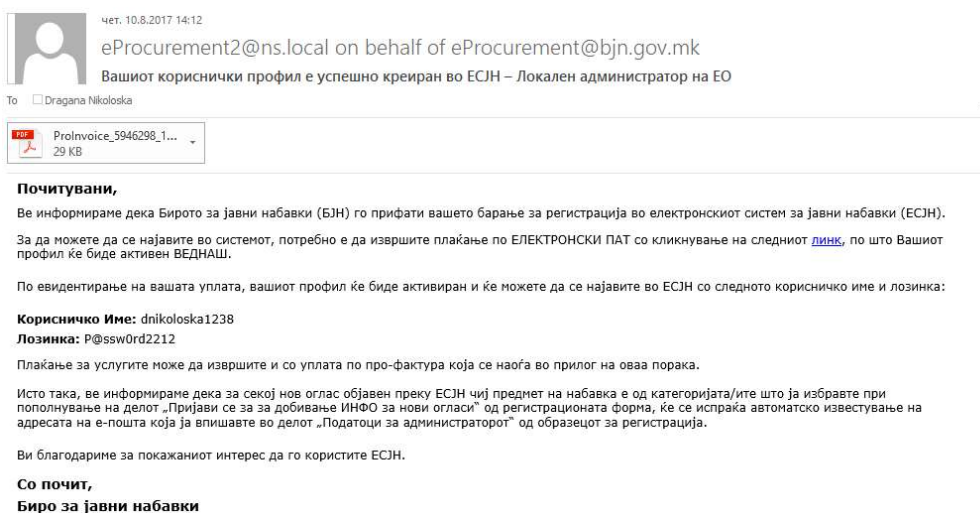 чет. 10.8.2017 14:12
eProcurement2@ns.local on behalf of eProcurement@bjn.gov.mk
Вашиот кориснички профил е успешно креиран во ЕСЈН – Локален администратор на ЕО
To Dragana Nikoloska
PDF
ProInvoice_5946298_1...
29 KB
Почитувани,
Ве информираме дека Бирото за јавни набавки (БЈН) го прифати вашето барање за регистрација во електронскиот систем за јавни набавки (ЕСЈН).
За да можете да се најавите во системот, потребно е да извршите плаќање по ЕЛЕКТРОНСКИ ПАТ со кликнување на следниот линк, по што Вашиот
профил ќе биде активен ВЕДНАШ.
По евидентирање на вашата уплата, вашиот профил ќе биде активиран и ќе можете да се најавите во ЕСЈН со следното корисничко име и лозинка:
Корисничко Име: dnikoloska1238
Лозинка: P@ssw0rd2212
Плаќање за услугите може да извршите и со уплата по про-фактура која се наоѓа во прилог на оваа порака.
Исто така, ве информираме дека за секој нов оглас објавен преку ЕСЈН чиј предмет на набавка е од категоријата/ите што ја избравте при
пополнување на делот „Пријави се за за добивање ИНФО за нови огласи“ од регистрационата форма, ќе се испраќа автоматско известување на
адресата на е-пошта која ја впишавте во делот „Податоци за администраторот“ од образецот за регистрација.
Ви благодариме за покажаниот интерес да го користите ЕСЈН.
Со почит,
Биро за јавни набавки